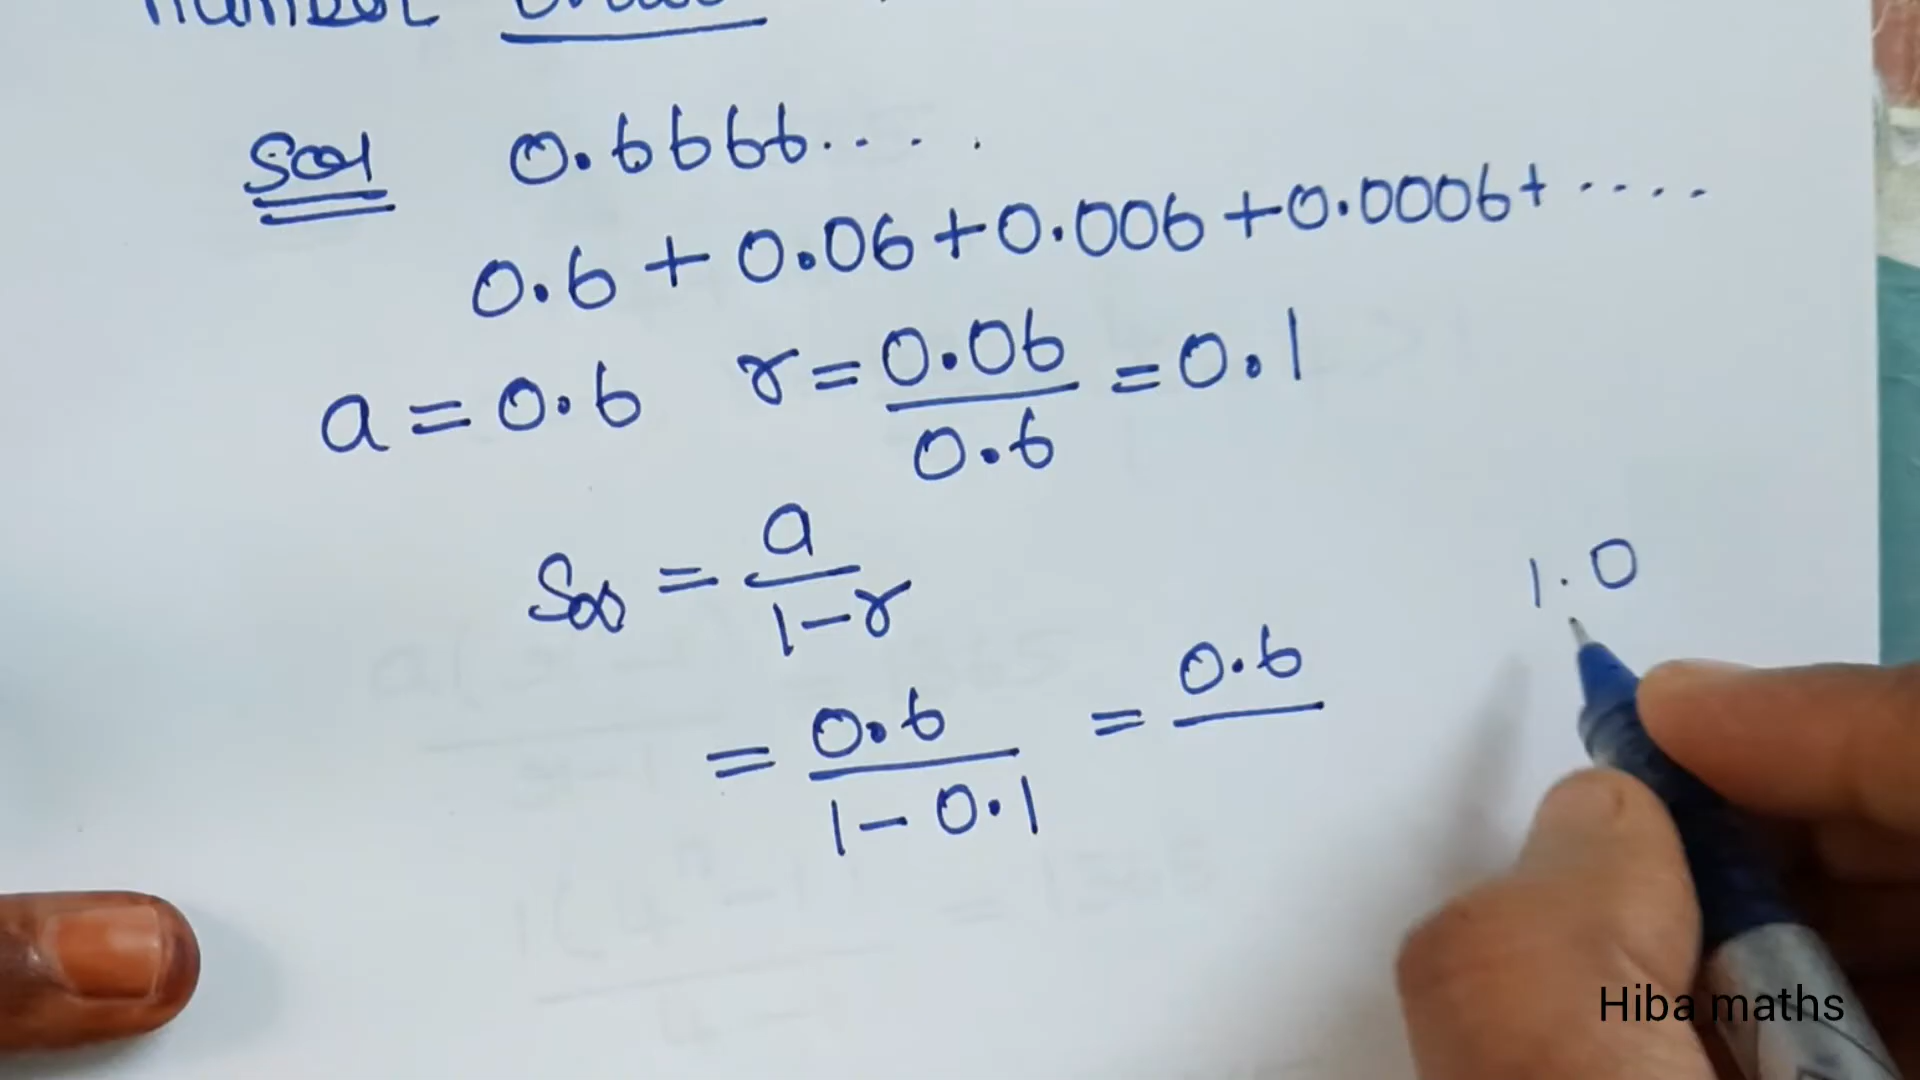 Sol 0.6666....
0.6 + 0.06 + 0.006 + 0.0006 + ....
a = 0.6 r = 0.06/0.6 = 0.1
S∞ = a/1-r
1.0
= 0.6/1-0.1 = 0.6
Hiba maths